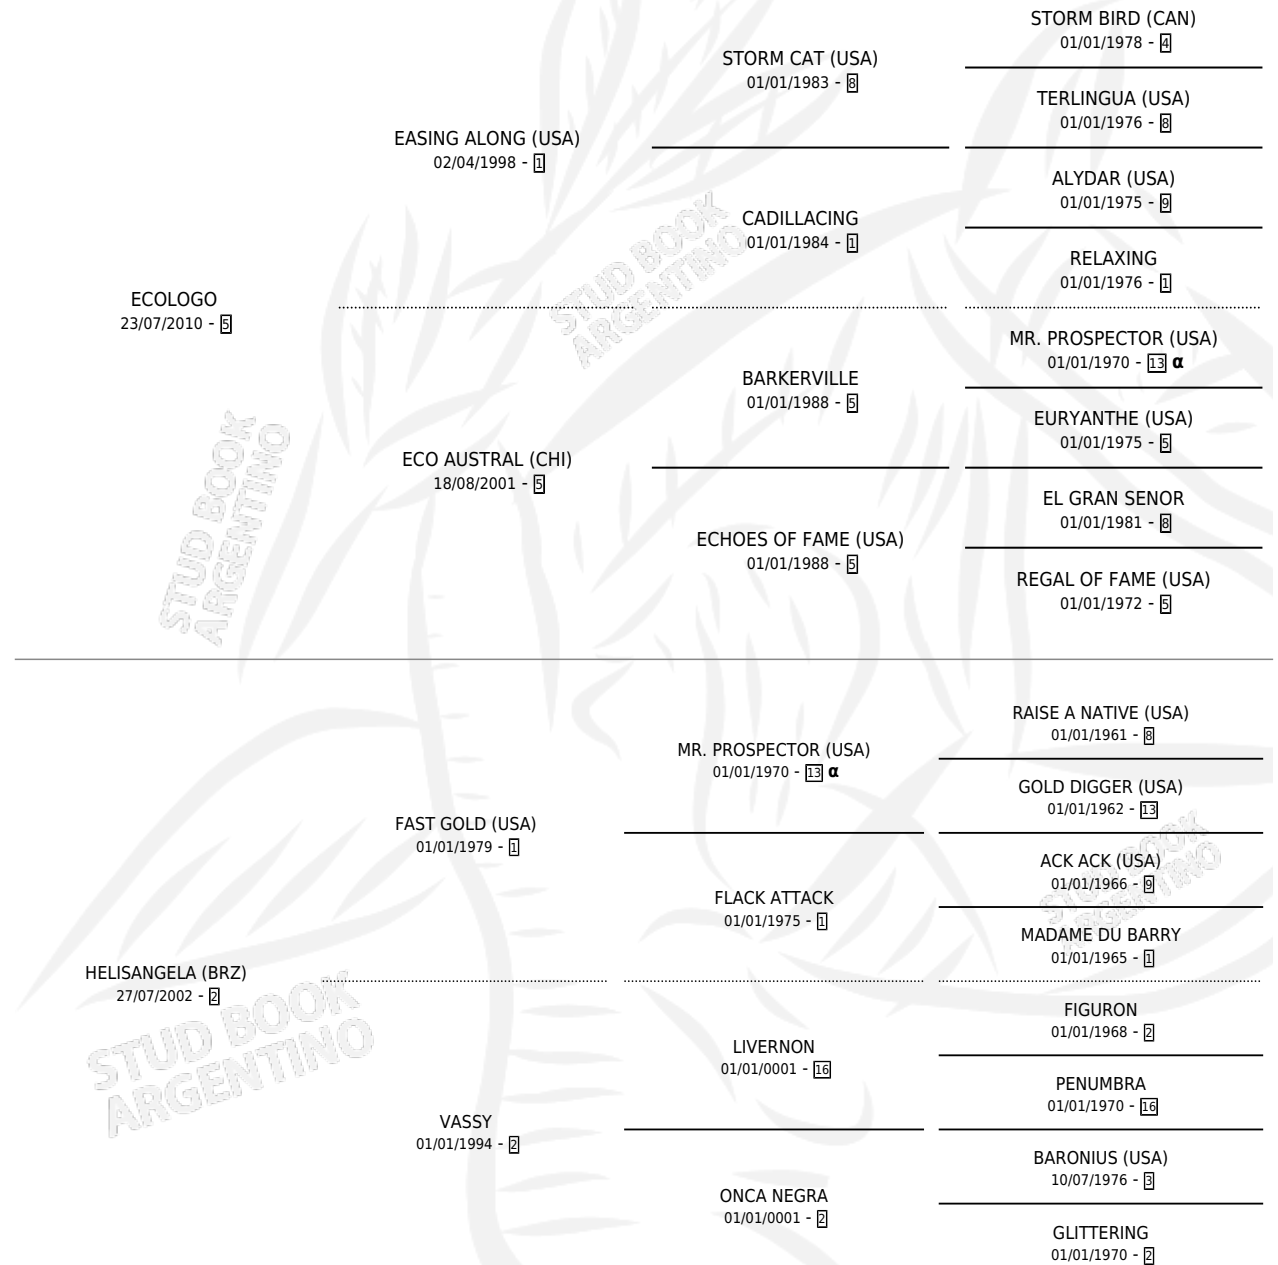 STORM BIRD (CAN)
01/01/1978 - 4
STORM CAT (USA)
01/01/1983 - 8
TERLINGUA (USA)
01/01/1976 - 8
EASING ALONG (USA)
02/04/1998 - 1
ALYDAR (USA)
01/01/1975 - 9
CADILLACING
01/01/1984 - 1
RELAXING
01/01/1976 - 1
ECOLOGO
23/07/2010 - 5
MR. PROSPECTOR (USA)
01/01/1970 - 13 α
BARKERVILLE
01/01/1988 - 5
EURYANTHE (USA)
01/01/1975 - 5
ECO AUSTRAL (CHI)
18/08/2001 - 5
EL GRAN SENOR
01/01/1981 - 8
ECHOES OF FAME (USA)
01/01/1988 - 5
REGAL OF FAME (USA)
01/01/1972 - 5
RAISE A NATIVE (USA)
01/01/1961 - 8
MR. PROSPECTOR (USA)
01/01/1970 - 13 α
GOLD DIGGER (USA)
01/01/1962 - 13
FAST GOLD (USA)
01/01/1979 - 1
ACK ACK (USA)
01/01/1966 - 9
FLACK ATTACK
01/01/1975 - 1
MADAME DU BARRY
01/01/1965 - 1
HELISANGELA (BRZ)
27/07/2002 - 2
FIGURON
01/01/1968 - 2
LIVERNON
01/01/0001 - 16
PENUMBRA
01/01/1970 - 16
VASSY
01/01/1994 - 2
BARONIUS (USA)
10/07/1976 - 3
ONCA NEGRA
01/01/0001 - 2
GLITTERING
01/01/1970 - 2
STUD BOOK
ARGENTINO
STUD BOOK
ARGENTINO
STUD BOOK
ARGENTINO
STUD BOOK
ARGENTINO